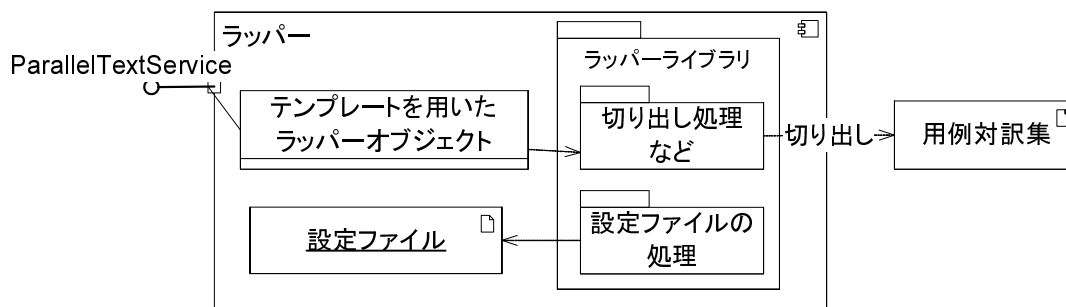 ラッパー
ParallelTextService
ラッパーライブラリ
テンプレートを用いた
ラッパーオブジェクト
切り出し処理
など
切り出し
用例対訳集
設定ファイル
設定ファイルの
処理